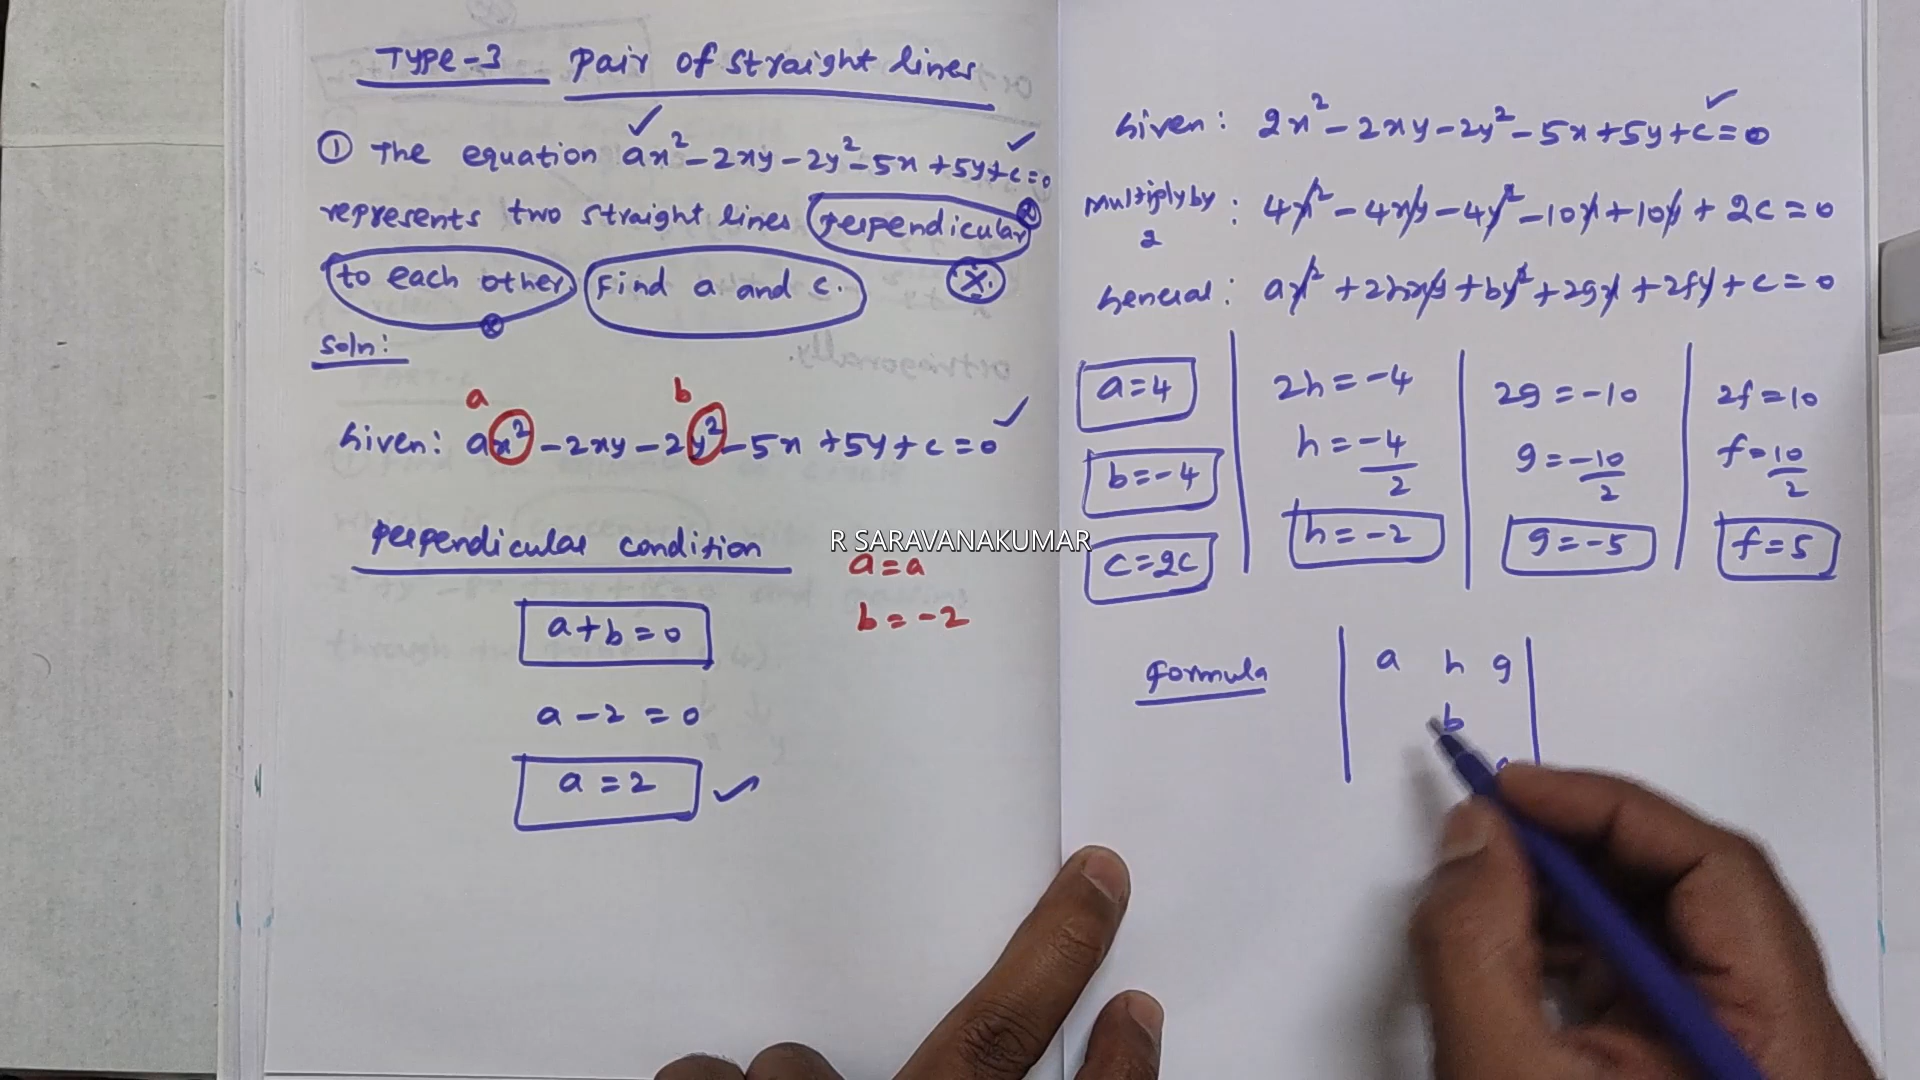 TYPE-3 Pair of straight lines
① The equation ax² - 2xy - 2y² - 5x + 5y + c = 0
represents two straight lines perpendicular
to each other, Find a and c.
Soln:
a b
Given: ax² - 2xy - 2y² - 5x + 5y + c = 0
perpendicular condition
a = a
b = -2
a + b = 0
a - 2 = 0
a = 2
R SARAVANAKUMAR
Given: 2x² - 2xy - 2y² - 5x + 5y + c = 0
Multiply by 2 : 4x² - 4xy - 4y² - 10x + 10y + 2c = 0
General: ax² + 2hxy + by² + 2gx + 2fy + c = 0
a = 4
b = -4
c = 2c
2h = -4
h = -4/2
h = -2
2g = -10
g = -10/2
g = -5
2f = 10
f = 10/2
f = 5
Formula
a h g
b